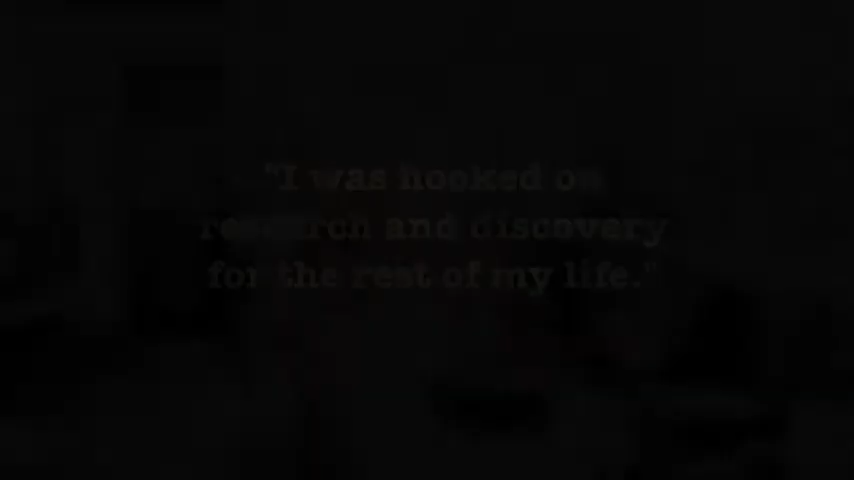 "I was hooked on
research and discovery
for the rest of my life."